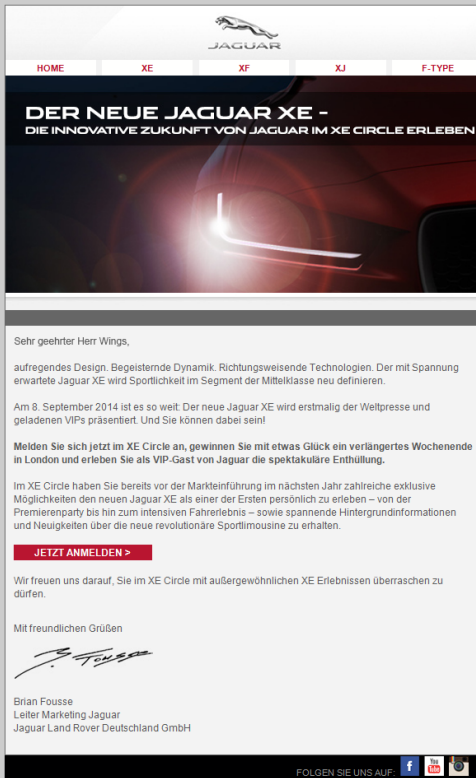 JAGUAR
HOME XE XF XJ F-TYPE
DER NEUE JAGUAR XE -
DIE INNOVATIVE ZUKUNFT VON JAGUAR IM XE CIRCLE ERLEBEN
Sehr geehrter Herr Wings,
aufregendes Design. Begeisternde Dynamik. Richtungsweisende Technologien. Der mit Spannung
erwartete Jaguar XE wird Sportlichkeit im Segment der Mittelklasse neu definieren.
Am 8. September 2014 ist es so weit: Der neue Jaguar XE wird erstmalig der Weltpresse und
geladenen VIPs präsentiert. Und Sie können dabei sein!
Melden Sie sich jetzt im XE Circle an, gewinnen Sie mit etwas Glück ein verlängertes Wochenende
in London und erleben Sie als VIP-Gast von Jaguar die spektakuläre Enthüllung.
Im XE Circle haben Sie bereits vor der Markteinführung im nächsten Jahr zahlreiche exklusive
Möglichkeiten den neuen Jaguar XE als einer der Ersten persönlich zu erleben – von der
Premierenparty bis hin zum intensiven Fahrerlebnis – sowie spannende Hintergrundinformationen
und Neuigkeiten über die neue revolutionäre Sportlimousine zu erhalten.
JETZT ANMELDEN >
Wir freuen uns darauf, Sie im XE Circle mit außergewöhnlichen XE Erlebnissen überraschen zu
dürfen.
Mit freundlichen Grüßen
B. Fousse
Brian Fousse
Leiter Marketing Jaguar
Jaguar Land Rover Deutschland GmbH
FOLGEN SIE UNS AUF: f You Tube